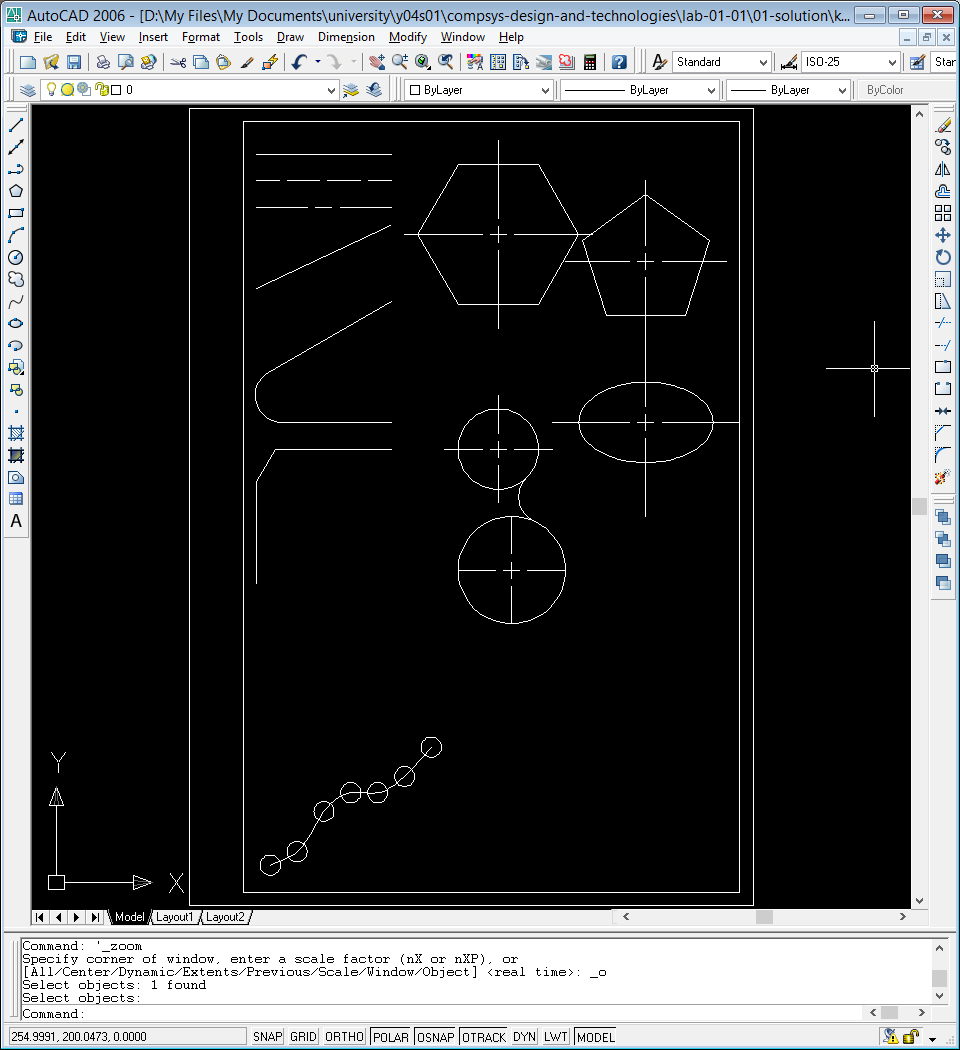 AutoCAD 2006 - [D:\My Files\My Documents\university\y04s01\compsys-design-and-technologies\lab-01-01\01-solution\k...
File Edit View Insert Format Tools Draw Dimension Modify Window Help
Standard ISO-25 Star
0 ByLayer ByLayer ByLayer ByColor
A
Y
X
Model Layout1 Layout2
Command: '_zoom
Specify corner of window, enter a scale factor (nX or nXP), or
[All/Center/Dynamic/Extents/Previous/Scale/Window/Object] <real time>: _o
Select objects: 1 found
Select objects:
Command:
254.9991, 200.0473, 0.0000 SNAP GRID ORTHO POLAR OSNAP OTRACK DYN LWT MODEL